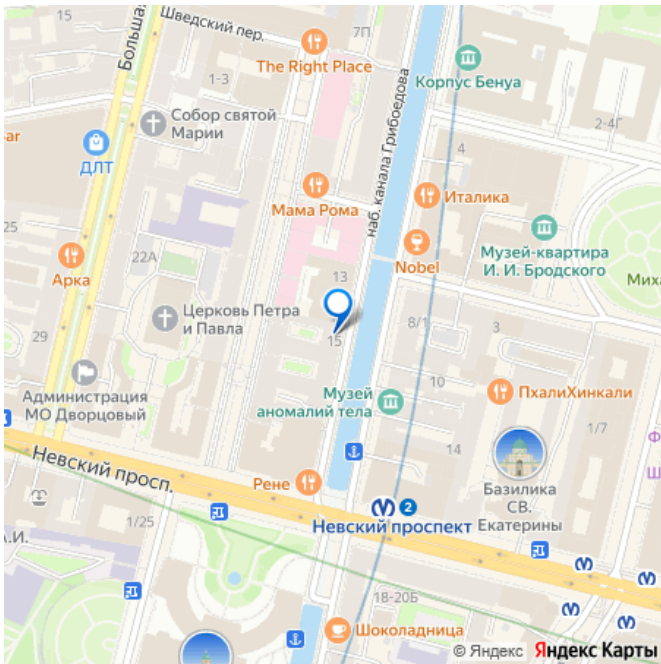 15
Шведский пер.
7П
Большая
The Right Place
Корпус Бенуа
1-3
Собор святой
Марии
наб. канала Грибоедова
2-4Г
ДЛТ
4
Мама Рома
Италика
Музей-квартира
И. И. Бродского
22А
Арка
Nobel
13
Миха
Церковь Петра
и Павла
8/1
3
29
15
Администрация
МО Дворцовый
Музей
аномалий тела
10
ПхалиХинкали
1/7
Ф
14
Невский просп.
Рене
Ш
Базилика
СВ.
Екатерины
2
Невский проспект
1/25
А.И.
18-20Б
Шоколадница
© Яндекс Яндекс Карты